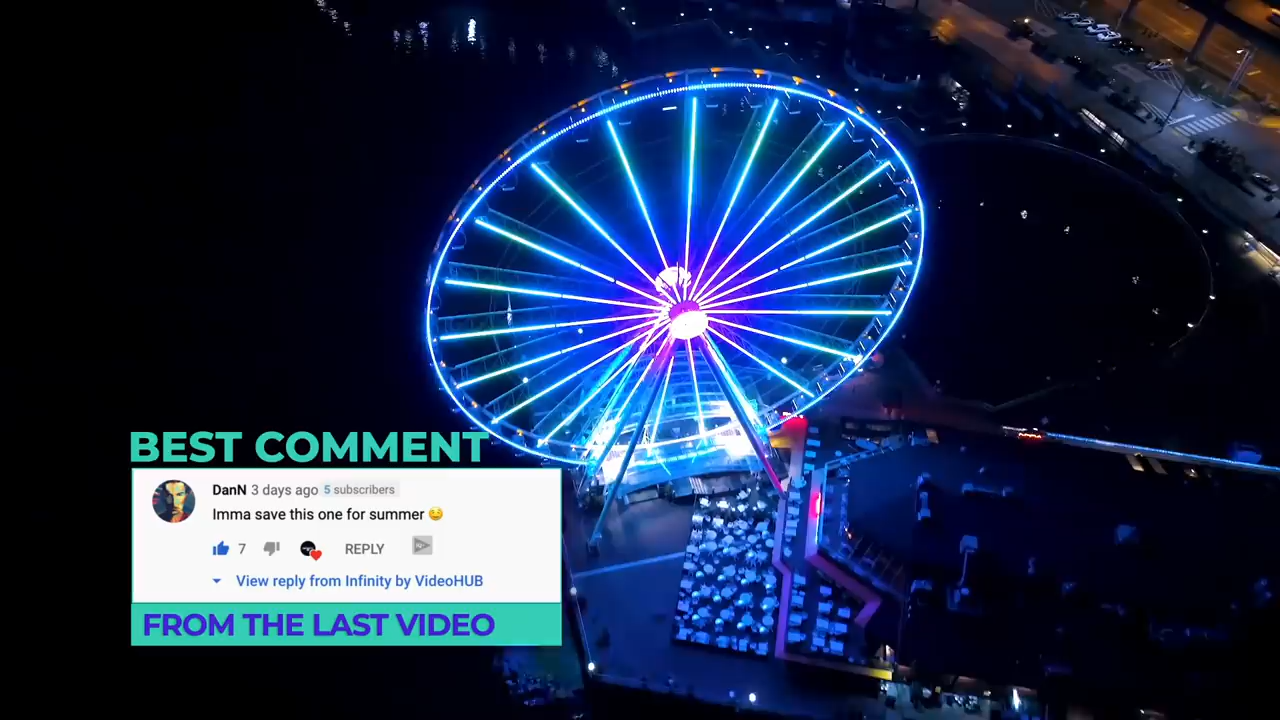 BEST COMMENT
DanN 3 days ago 5 subscribers
Imma save this one for summer 😏
7 REPLY
View reply from Infinity by VideoHUB
FROM THE LAST VIDEO